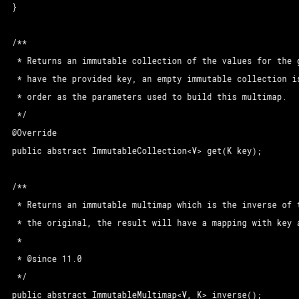 }
/**
* Returns an immutable collection of the values for the
* have the provided key, an empty immutable collection is
* order as the parameters used to build this multimap.
*/
@Override
public abstract ImmutableCollection<V> get(K key);
/**
* Returns an immutable multimap which is the inverse of
* the original, the result will have a mapping with key
*
* @since 11.0
*/
public abstract ImmutableMultimap<V, K> inverse();